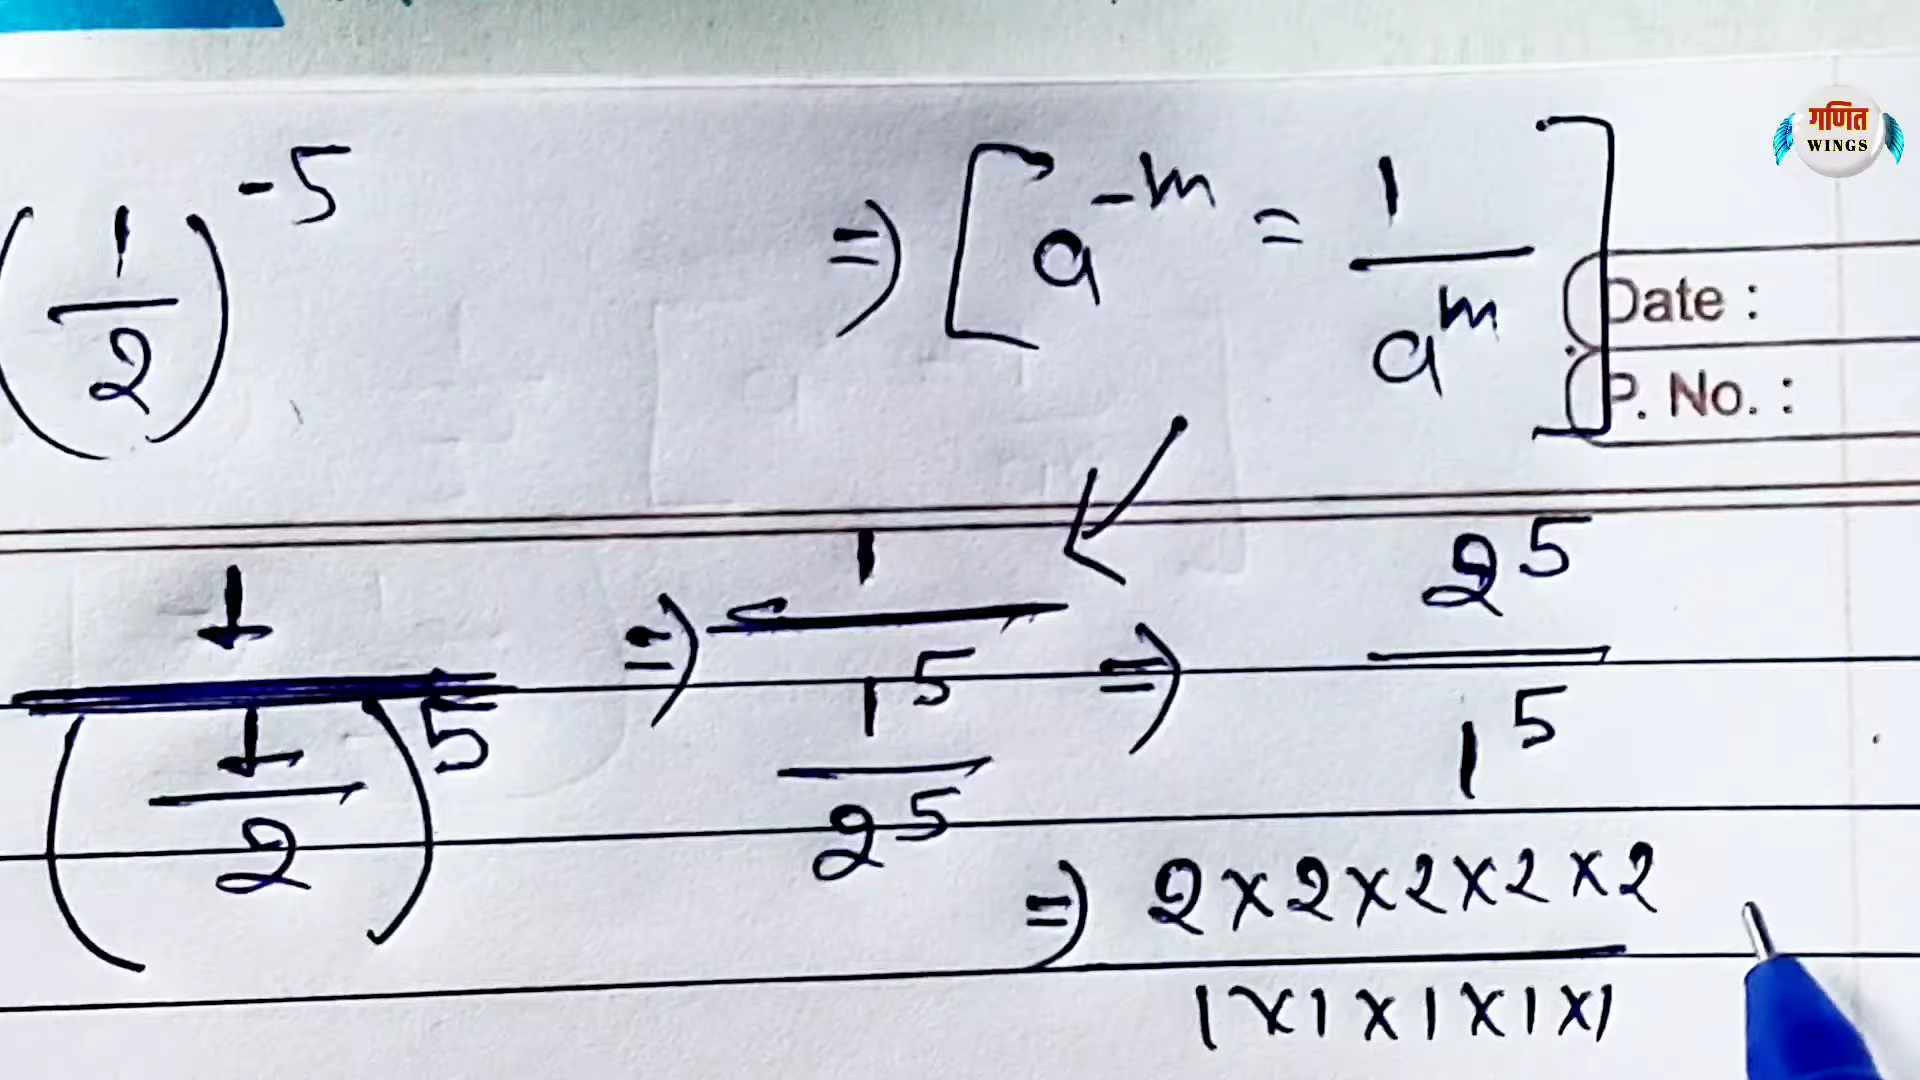 गणित
WINGS
(1/2)^-5 => [a^-m = 1/a^m]
Date :
P. No. :
1/(1/2)^5 => 1/(1^5/2^5) => 2^5/1^5
=> 2×2×2×2×2
1×1×1×1×1